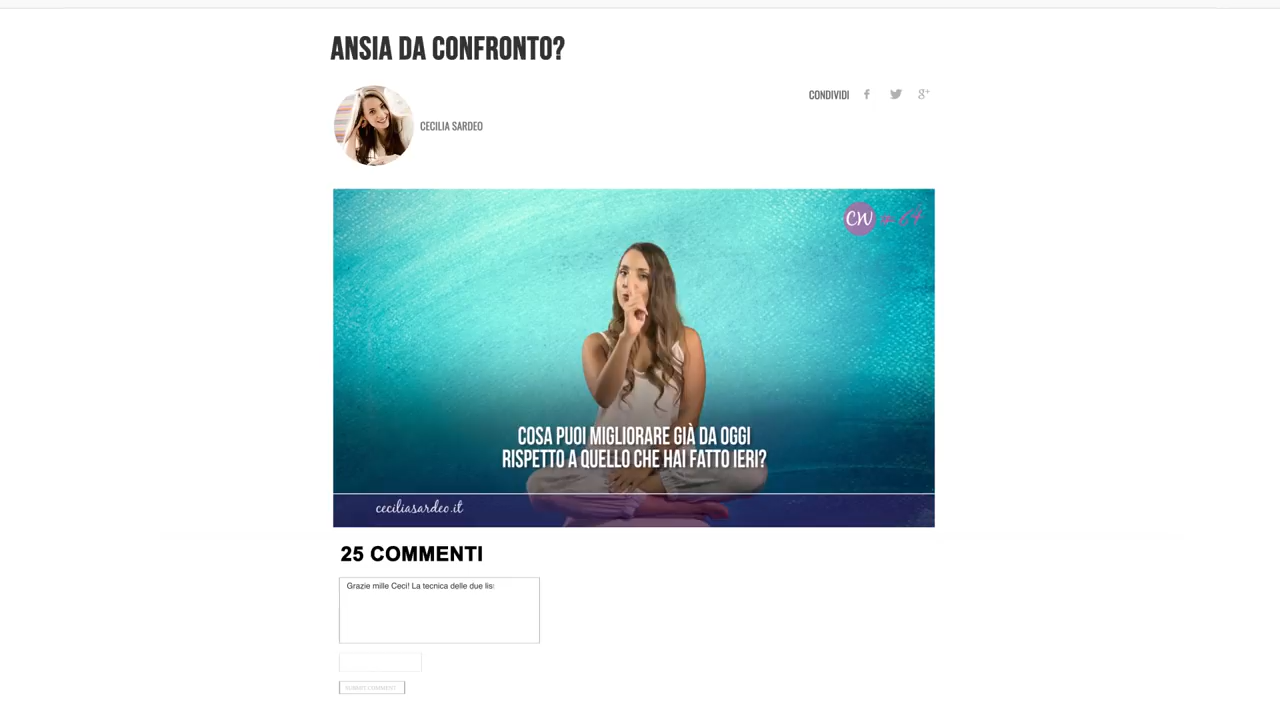 ANSIA DA CONFRONTO?
CONDIVIDI
CECILIA SARDEO
CW
COSA PUOI MIGLIORARE GIÀ DA OGGI
RISPETTO A QUELLO CHE HAI FATTO IERI?
ceciliasardeo.it
25 COMMENTI
Grazie mille Ceci! La tecnica delle due lis